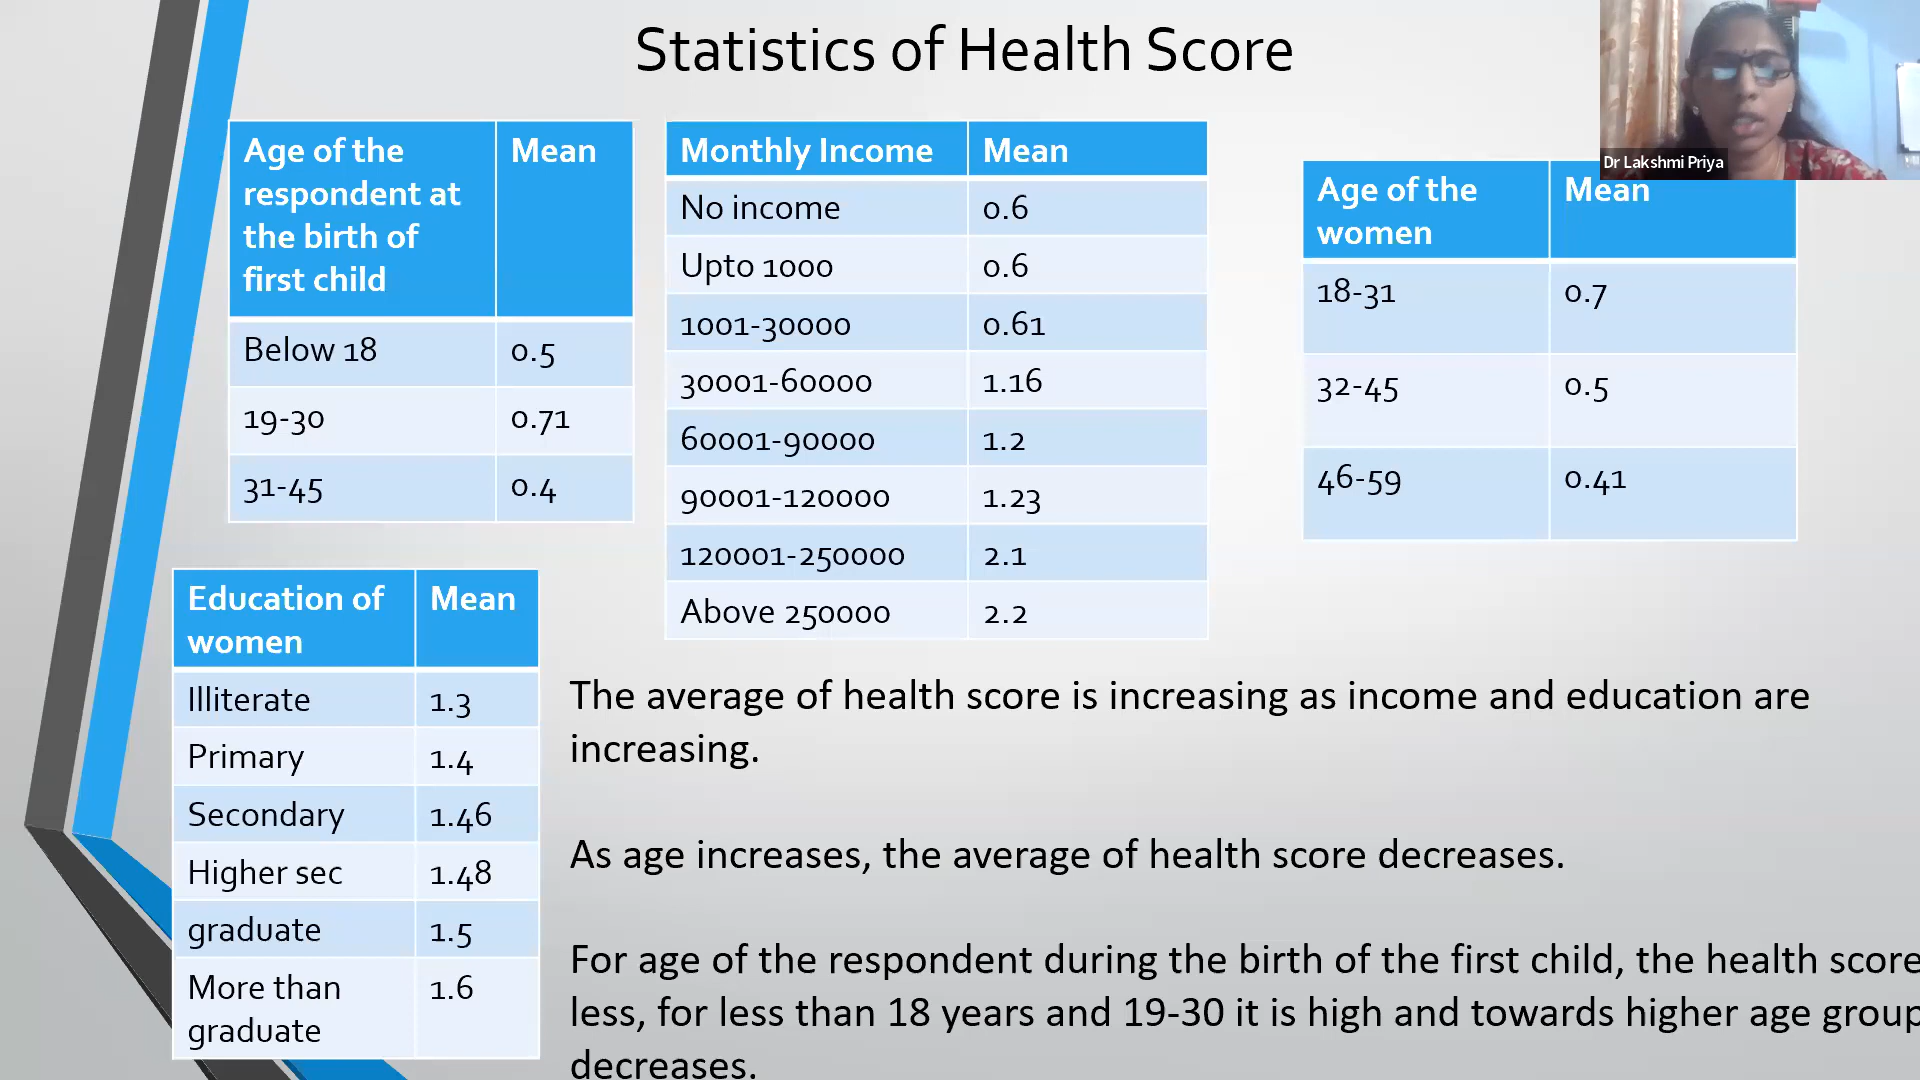 Statistics of Health Score
Dr Lakshmi Priya
Age of the
respondent at
the birth of
first child
Mean
Below 18 0.5
19-30 0.71
31-45 0.4
Monthly Income Mean
No income 0.6
Upto 1000 0.6
1001-30000 0.61
30001-60000 1.16
60001-90000 1.2
90001-120000 1.23
120001-250000 2.1
Above 250000 2.2
Age of the
women
Mean
18-31 0.7
32-45 0.5
46-59 0.41
Education of
women
Mean
Illiterate 1.3
Primary 1.4
Secondary 1.46
Higher sec 1.48
graduate 1.5
More than
graduate
1.6
The average of health score is increasing as income and education are
increasing.
As age increases, the average of health score decreases.
For age of the respondent during the birth of the first child, the health score
less, for less than 18 years and 19-30 it is high and towards higher age group
decreases.